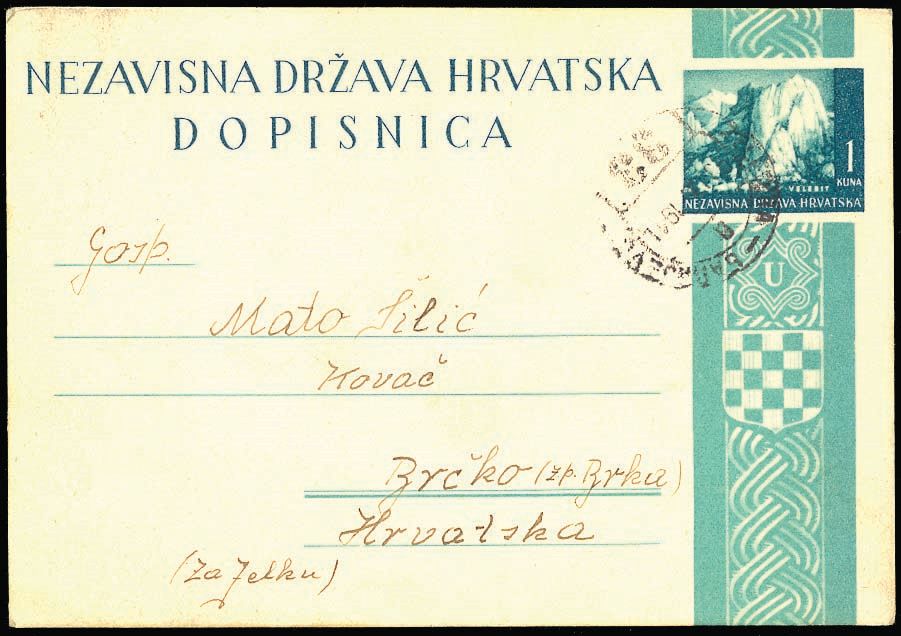 NEZAVISNA DRŽAVA HRVATSKA
DOPISNICA
1
KUNA
VELEBIT
NEZAVISNA DRŽAVA HRVATSKA
U
Gosp.
Mato Šilić
Kovač
Brčko (zp. Brka)
Hrvatska
(Za Jelku)